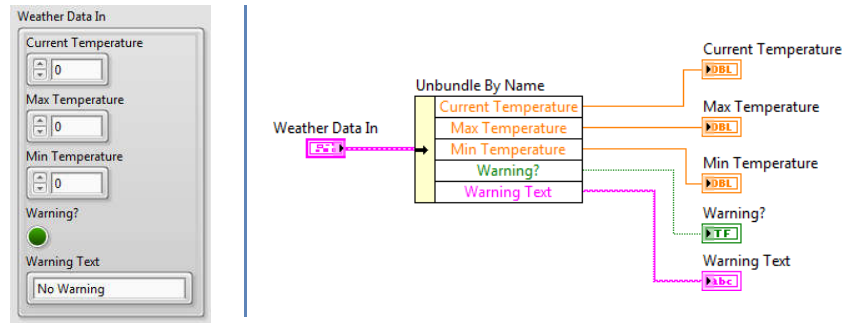 Weather Data In
Current Temperature
0
Max Temperature
0
Min Temperature
0
Warning?
Warning Text
No Warning
Weather Data In
Unbundle By Name
Current Temperature
Max Temperature
Min Temperature
Warning?
Warning Text
Current Temperature
DBL
Max Temperature
DBL
Min Temperature
DBL
Warning?
TF
Warning Text
abc